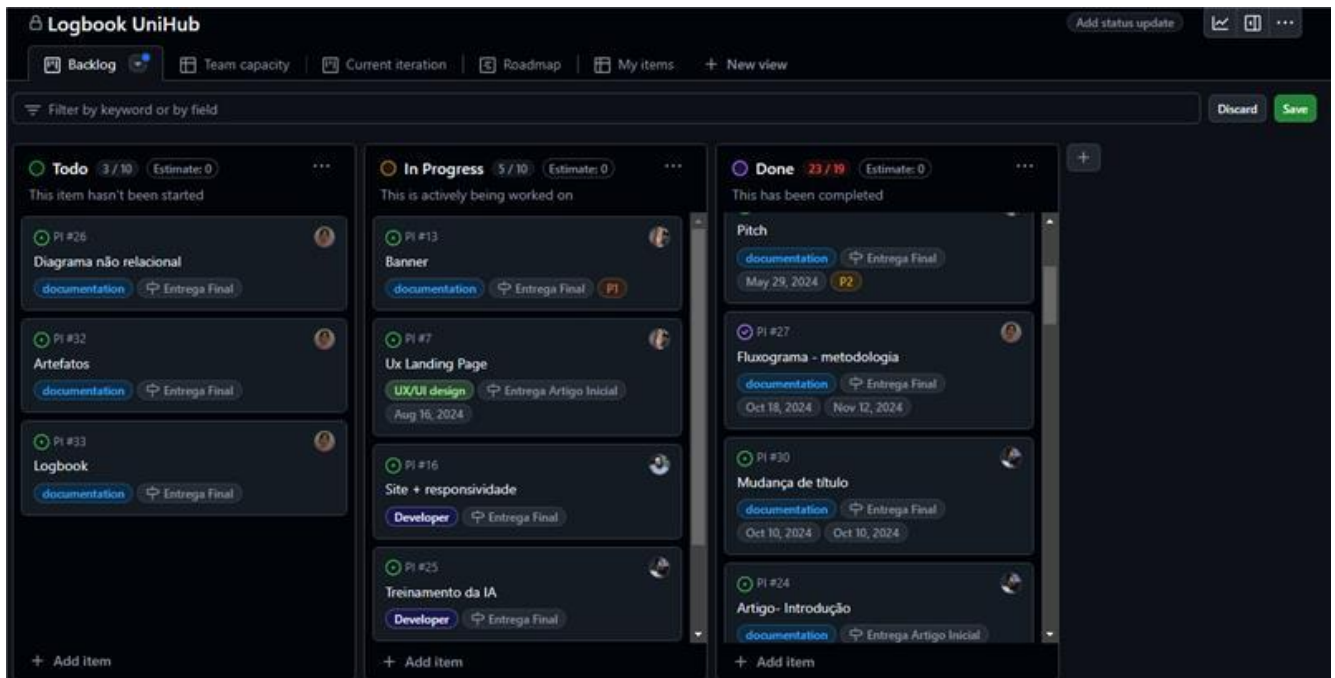 Logbook UniHub
Add status update
Backlog
Team capacity
Current iteration
Roadmap
My items
+ New view
Filter by keyword or by field
Discard
Save
Todo 3 / 10 Estimate: 0
This item hasn't been started
PI #26
Diagrama não relacional
documentation Entrega Final
PI #32
Artefatos
documentation Entrega Final
PI #33
Logbook
documentation Entrega Final
+ Add item
In Progress 5 / 10 Estimate: 0
This is actively being worked on
PI #13
Banner
documentation Entrega Final P1
PI #7
Ux Landing Page
UX/UI design Entrega Artigo Inicial
Aug 16, 2024
PI #16
Site + responsividade
Developer Entrega Final
PI #25
Treinamento da IA
Developer Entrega Final
+ Add item
Done 23 / 19 Estimate: 0
This has been completed
Pitch
documentation Entrega Final
May 29, 2024 P2
PI #27
Fluxograma - metodologia
documentation Entrega Final
Oct 18, 2024 Nov 12, 2024
PI #30
Mudança de título
documentation Entrega Final
Oct 10, 2024 Oct 10, 2024
PI #24
Artigo- Introdução
documentation Entrega Artigo Inicial
+ Add item